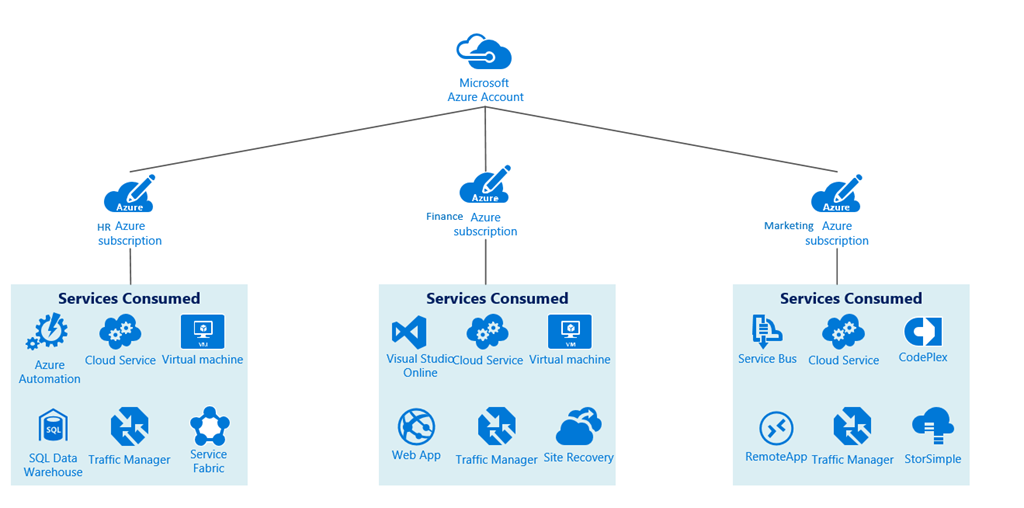 Microsoft
Azure Account
Azure
HR Azure
subscription
Azure
Finance Azure
subscription
Azure
Marketing Azure
subscription
Services Consumed
Azure
Automation
Cloud Service
Virtual machine
SQL
SQL Data
Warehouse
Traffic Manager
Service
Fabric
Services Consumed
Visual Studio
Online
Cloud Service
VM
Virtual machine
Web App
Traffic Manager
Site Recovery
Services Consumed
Service Bus
Cloud Service
CodePlex
RemoteApp
Traffic Manager
StorSimple